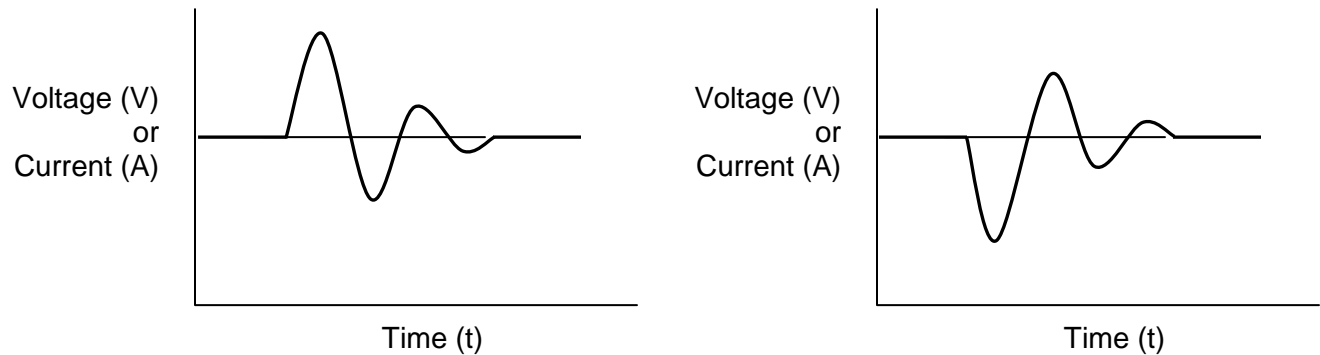 Voltage (V)
or
Current (A)
Time (t)
Voltage (V)
or
Current (A)
Time (t)